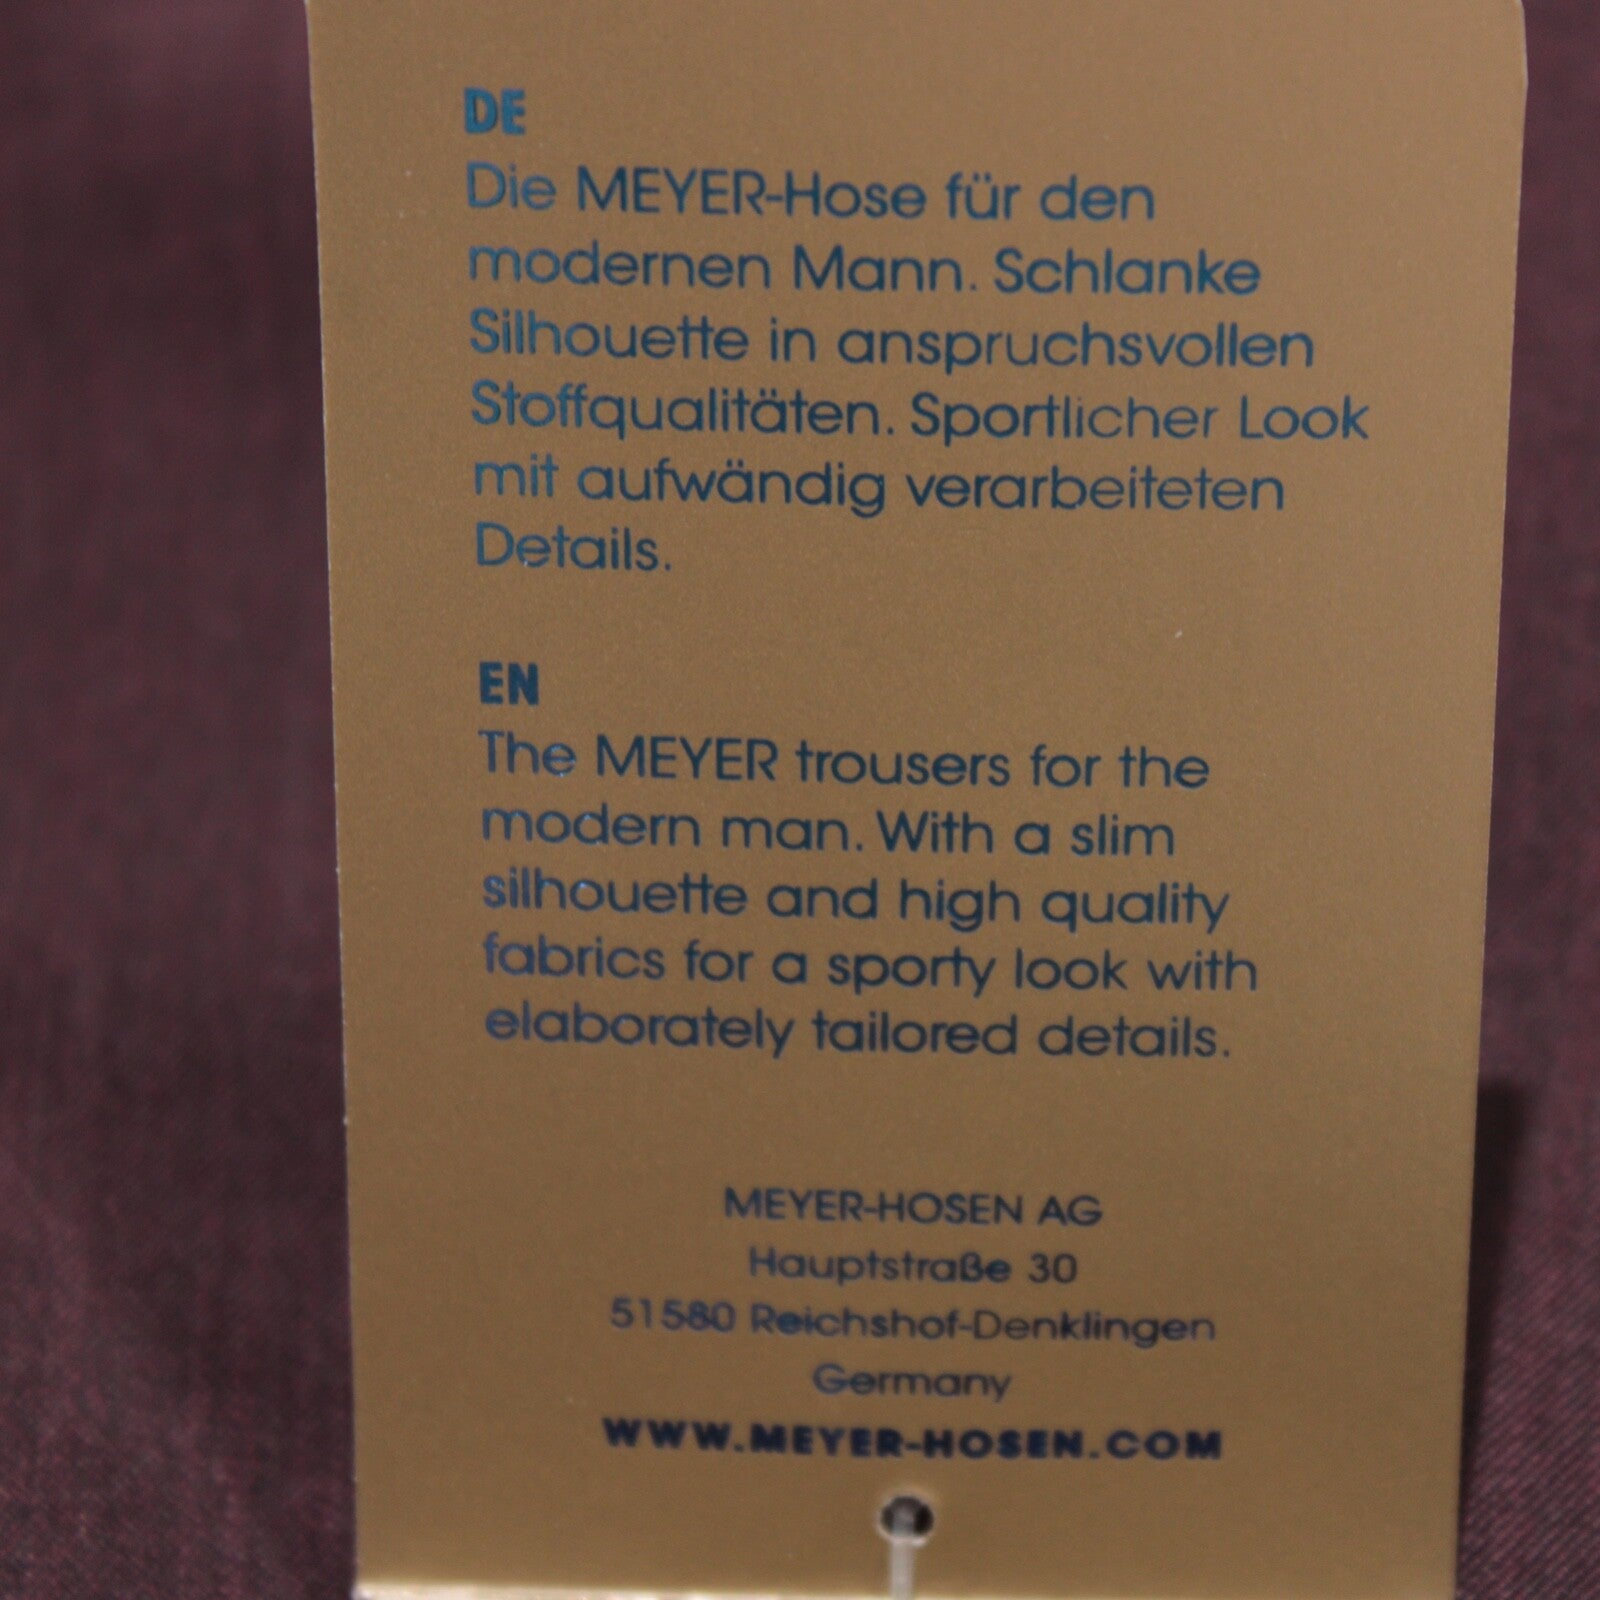 DE
Die MEYER-Hose für den
modernen Mann. Schlanke
Silhouette in anspruchsvollen
Stoffqualitäten. Sportlicher Look
mit aufwändig verarbeiteten
Details.
EN
The MEYER trousers for the
modern man. With a slim
silhouette and high quality
fabrics for a sporty look with
elaborately tailored details.
MEYER-HOSEN AG
Hauptstraße 30
51580 Reichshof-Denklingen
Germany
WWW.MEYER-HOSEN.COM